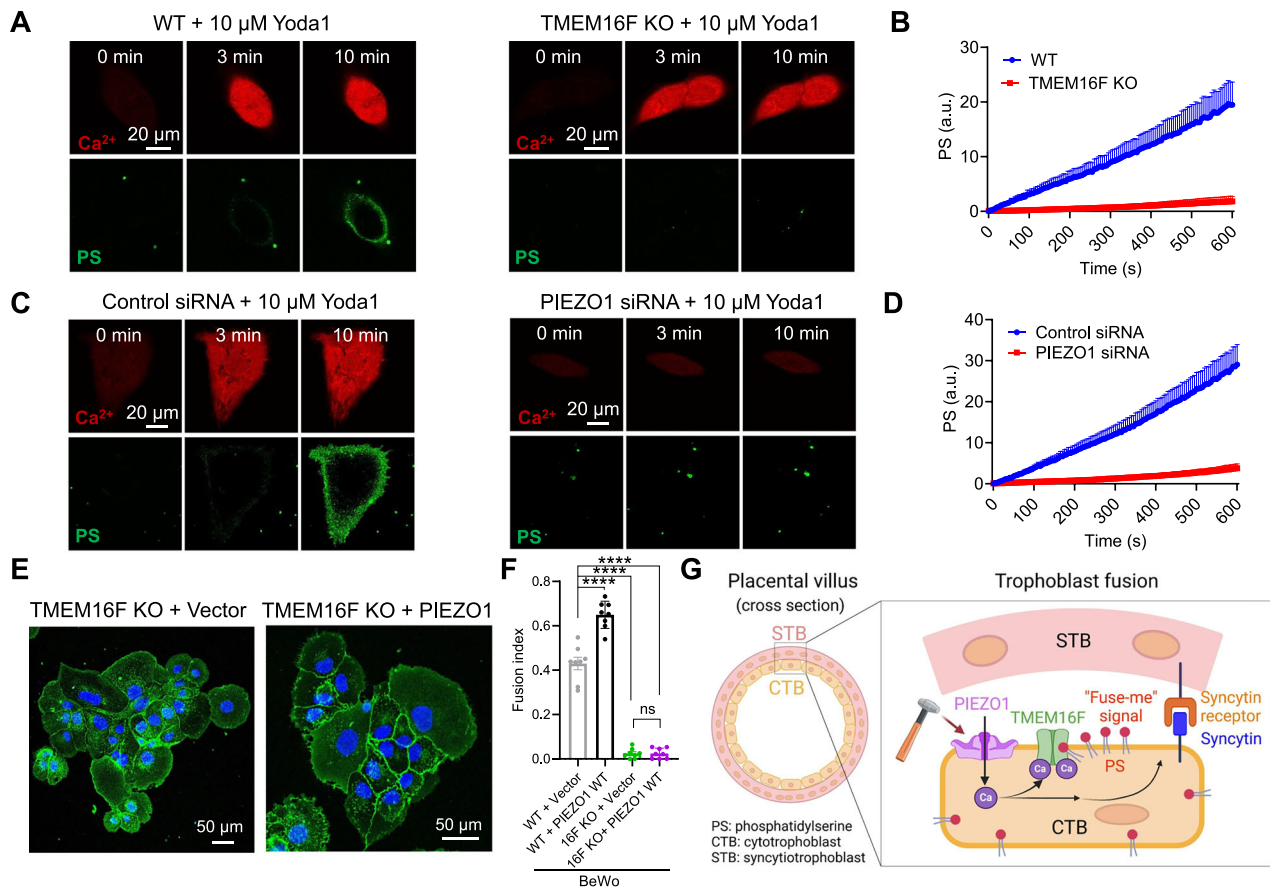 A
WT + 10 µM Yoda1
0 min
3 min
10 min
Ca²⁺
20 µm
PS
TMEM16F KO + 10 µM Yoda1
0 min
3 min
10 min
Ca²⁺
20 µm
PS
B
30
20
10
0
PS (a.u.)
WT
TMEM16F KO
0
100
200
300
400
500
600
Time (s)
C
Control siRNA + 10 µM Yoda1
0 min
3 min
10 min
Ca²⁺
20 µm
PS
PIEZO1 siRNA + 10 µM Yoda1
0 min
3 min
10 min
Ca²⁺
20 µm
PS
D
40
30
20
10
0
PS (a.u.)
Control siRNA
PIEZO1 siRNA
0
100
200
300
400
500
600
Time (s)
E
TMEM16F KO + Vector
50 µm
TMEM16F KO + PIEZO1
50 µm
F
****
****
****
ns
0.8
0.6
0.4
0.2
0.0
Fusion index
WT + Vector
WT + PIEZO1 WT
16F KO + Vector
16F KO+ PIEZO1 WT
BeWo
G
Placental villus
(cross section)
STB
CTB
PS: phosphatidylserine
CTB: cytotrophoblast
STB: syncytiotrophoblast
Trophoblast fusion
STB
PIEZO1
TMEM16F
"Fuse-me"
signal
Syncytin
receptor
Syncytin
PS
Ca
Ca
Ca
CTB